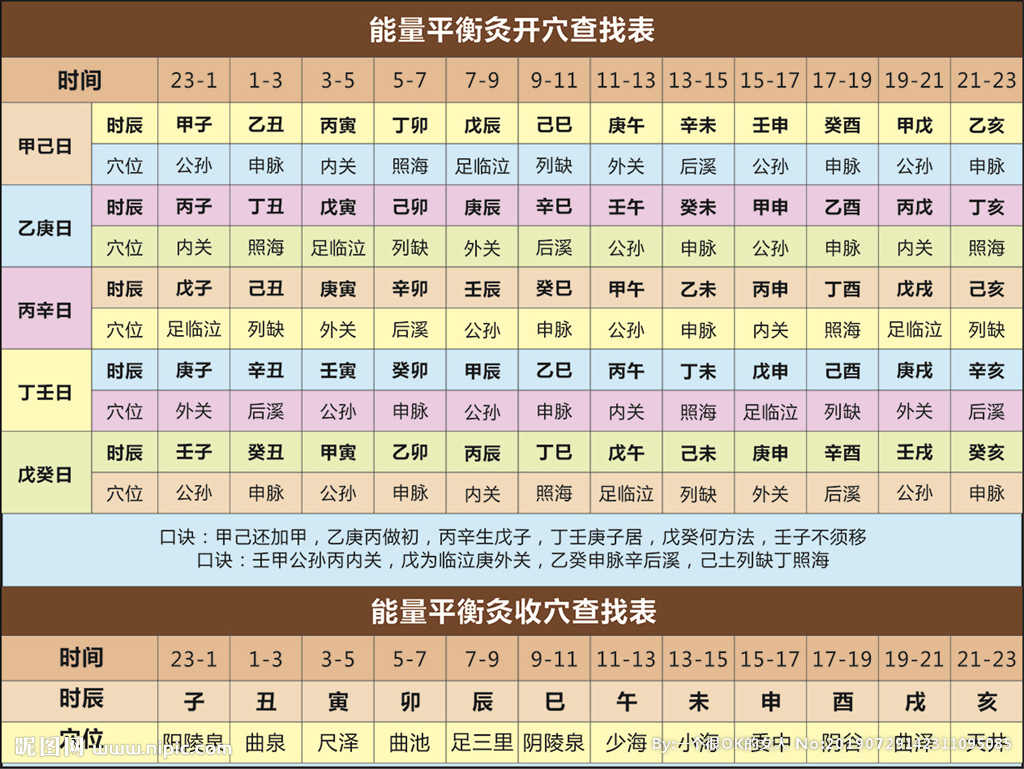 能量平衡灸开穴查找表
时间 23-1 1-3 3-5 5-7 7-9 9-11 11-13 13-15 15-17 17-19 19-21 21-23
甲己日 时辰 甲子 乙丑 丙寅 丁卯 戊辰 己巳 庚午 辛未 壬申 癸酉 甲戊 乙亥
穴位 公孙 申脉 内关 照海 足临泣 列缺 外关 后溪 公孙 申脉 公孙 申脉
乙庚日 时辰 丙子 丁丑 戊寅 己卯 庚辰 辛巳 壬午 癸未 甲申 乙酉 丙戊 丁亥
穴位 内关 照海 足临泣 列缺 外关 后溪 公孙 申脉 公孙 申脉 内关 照海
丙辛日 时辰 戊子 己丑 庚寅 辛卯 壬辰 癸巳 甲午 乙未 丙申 丁酉 戊戌 己亥
穴位 足临泣 列缺 外关 后溪 公孙 申脉 公孙 申脉 内关 照海 足临泣 列缺
丁壬日 时辰 庚子 辛丑 壬寅 癸卯 甲辰 乙巳 丙午 丁未 戊申 己酉 庚戌 辛亥
穴位 外关 后溪 公孙 申脉 公孙 申脉 内关 照海 足临泣 列缺 外关 后溪
戊癸日 时辰 壬子 癸丑 甲寅 乙卯 丙辰 丁巳 戊午 己未 庚申 辛酉 壬戌 癸亥
穴位 公孙 申脉 公孙 申脉 内关 照海 足临泣 列缺 外关 后溪 公孙 申脉
口诀：甲己还加甲，乙庚丙做初，丙辛生戊子，丁壬庚子居，戊癸何方法，壬子不须移
口诀：壬甲公孙丙内关，戊为临泣庚外关，乙癸申脉辛后溪，己土列缺丁照海
能量平衡灸收穴查找表
时间 23-1 1-3 3-5 5-7 7-9 9-11 11-13 13-15 15-17 17-19 19-21 21-23
时辰 子 丑 寅 卯 辰 巳 午 未 申 酉 戌 亥
穴位 阳陵泉 曲泉 尺泽 曲池 足三里 阴陵泉 少海 小海 委中 阴谷 曲泽 天井
昵图网 www.nipic.com